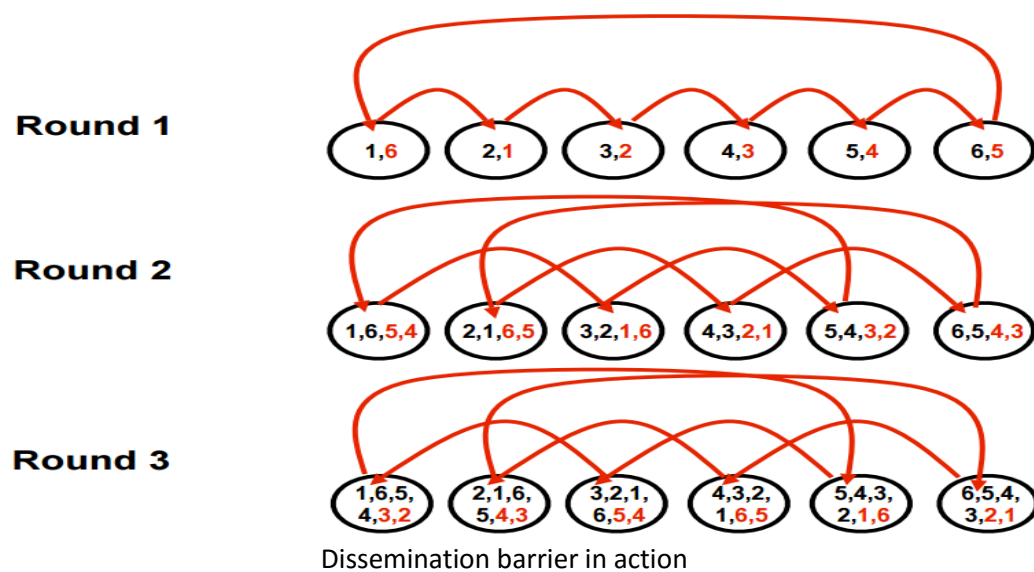 Round 1
1,6 2,1 3,2 4,3 5,4 6,5
Round 2
1,6,5,4 2,1,6,5 3,2,1,6 4,3,2,1 5,4,3,2 6,5,4,3
Round 3
1,6,5, 2,1,6 3,2,1, 4,3,2, 5,4,3, 6,5,4,
4,3,2 5,4,3 6,5,4 1,6,5 2,1,6 3,2,1
Dissemination barrier in action